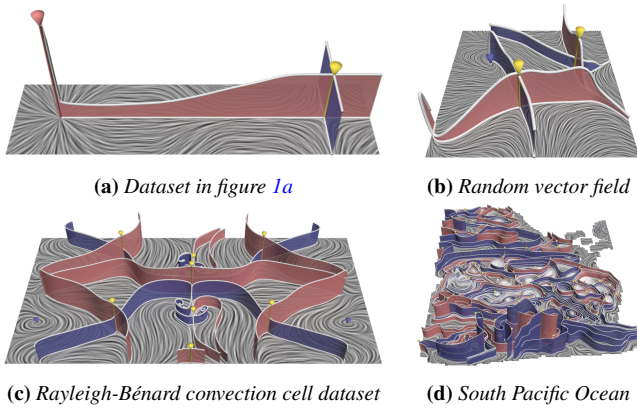 (a) Dataset in figure 1a
(b) Random vector field
(c) Rayleigh-Bénard convection cell dataset
(d) South Pacific Ocean